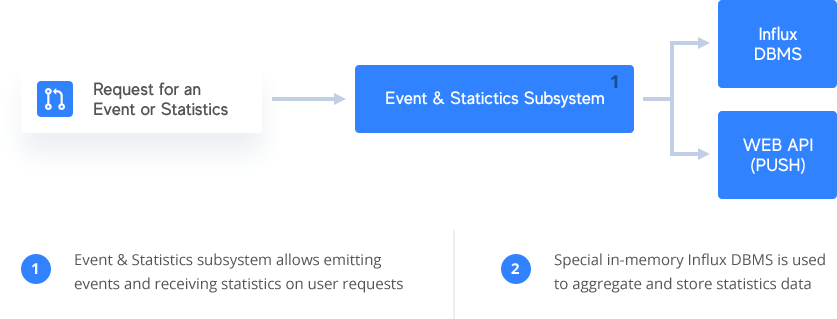 Request for an
Event or Statistics
Event & Statictics Subsystem
1
Influx
DBMS
WEB API
(PUSH)
1
Event & Statistics subsystem allows emitting
events and receiving statistics on user requests
2
Special in-memory Influx DBMS is used
to aggregate and store statistics data